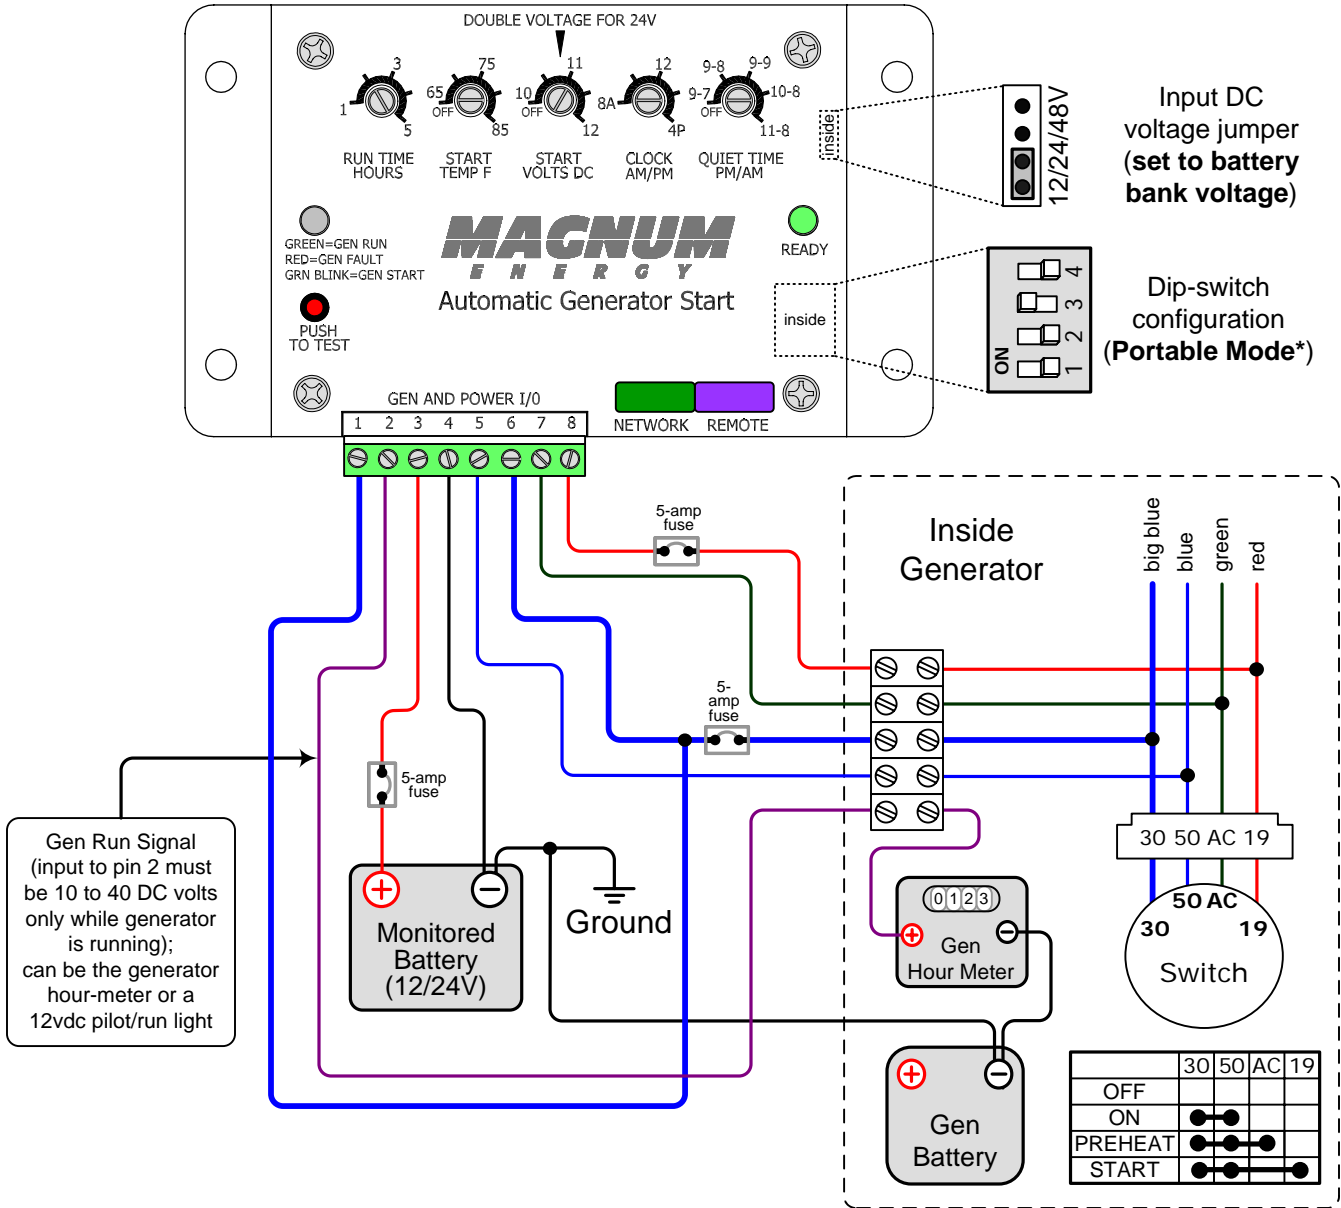 DOUBLE VOLTAGE FOR 24V
1 3 5
RUN TIME
HOURS
OFF 65 75 85
START
TEMP F
OFF 10 11 12
START
VOLTS DC
8A 12 4P
CLOCK
AM/PM
OFF 9-7 9-8 9-9 10-8 11-8
QUIET TIME
PM/AM
inside
12/24/48V
Input DC
voltage jumper
(set to battery
bank voltage)
GREEN=GEN RUN
RED=GEN FAULT
GRN BLINK=GEN START
MAGNUM
ENERGY
Automatic Generator Start
READY
PUSH
TO TEST
inside
ON
1 2 3 4
Dip-switch
configuration
(Portable Mode*)
GEN AND POWER I/0
1 2 3 4 5 6 7 8
NETWORK REMOTE
5-amp
fuse
Inside
Generator
big blue
blue
green
red
5-
amp
fuse
5-amp
fuse
Gen Run Signal
(input to pin 2 must
be 10 to 40 DC volts
only while generator
is running);
can be the generator
hour-meter or a
12vdc pilot/run light
+ −
Monitored
Battery
(12/24V)
Ground
30 50 AC 19
50 AC
30 19
Switch
0 1 2 3
+ −
Gen
Hour Meter
+ −
Gen
Battery
30 50 AC 19
OFF
ON
PREHEAT
START